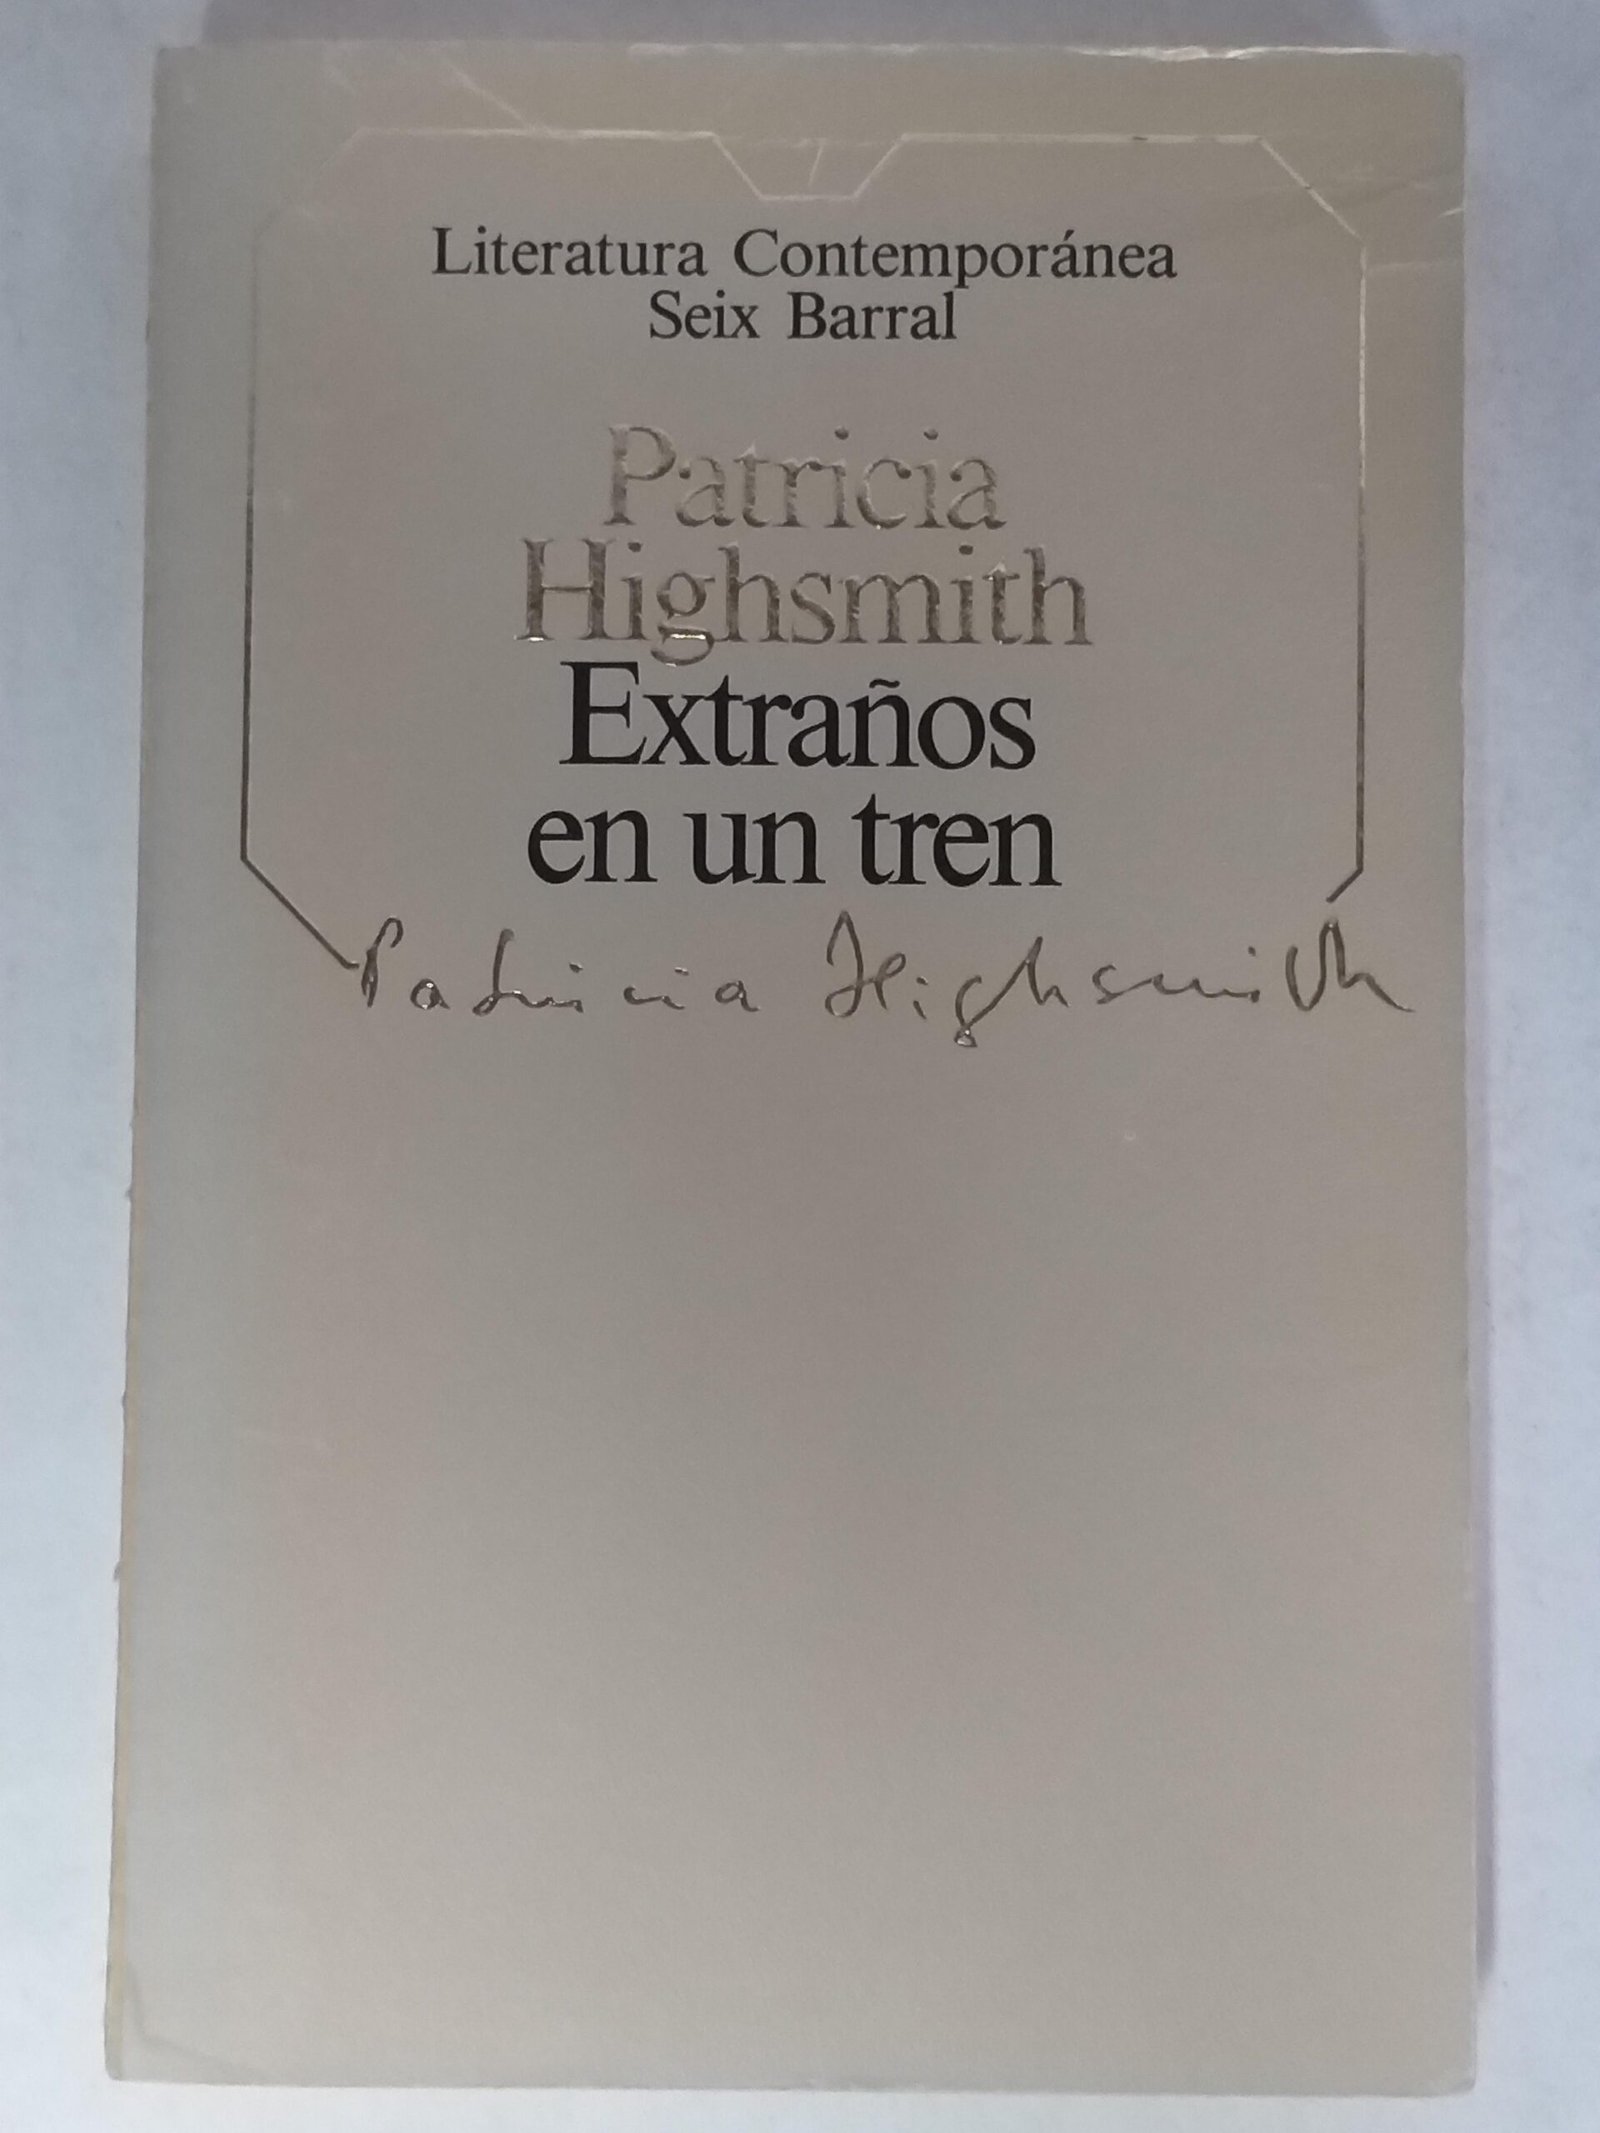 Literatura Contemporánea
Seix Barral
Patricia
Highsmith
Extraños
en un tren
Patricia Highsmith